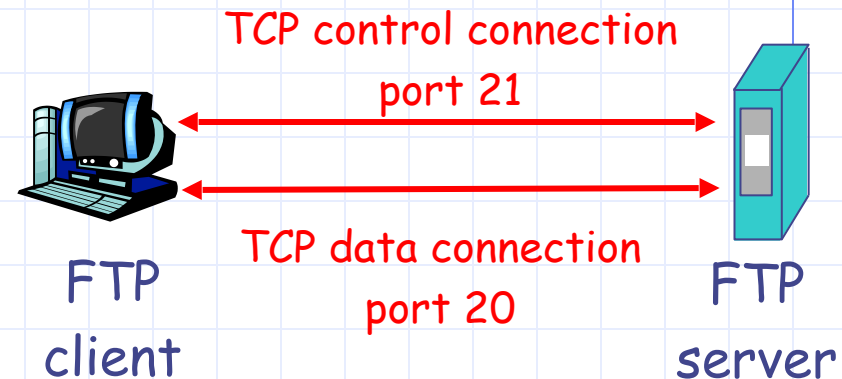 TCP control connection
port 21
TCP data connection
port 20
FTP
client
FTP
server